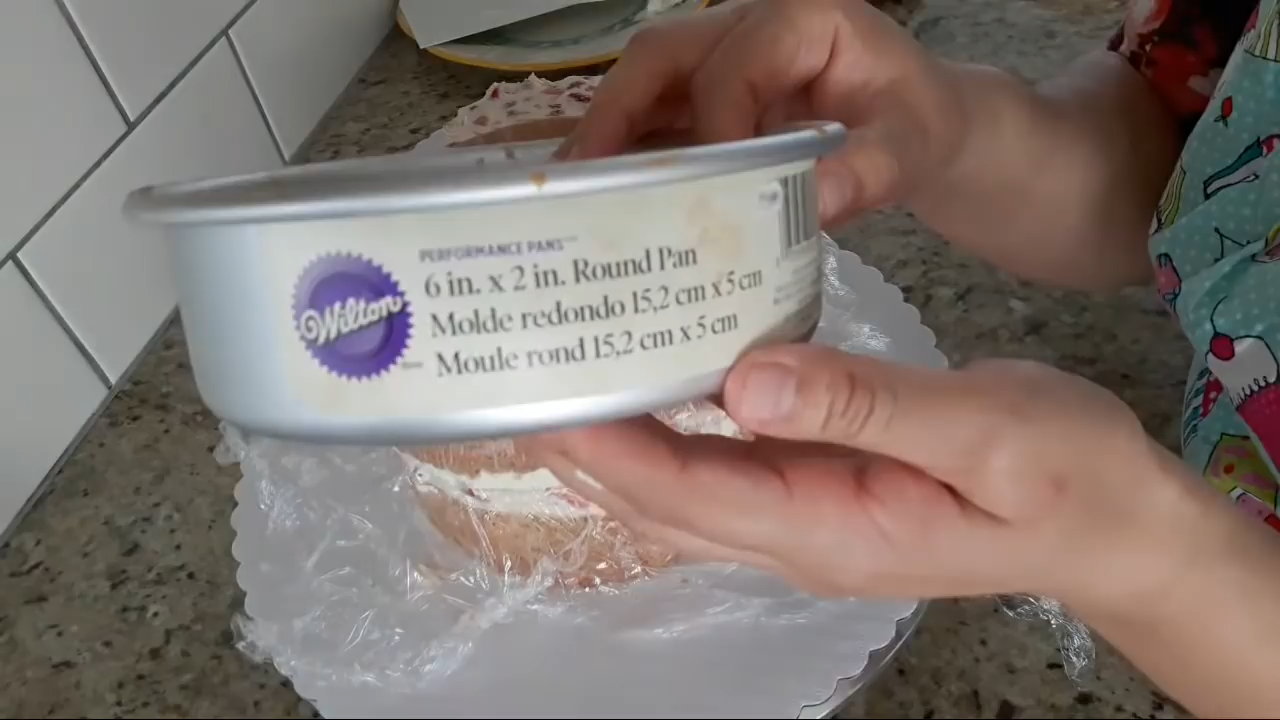 Wilton
PERFORMANCE PANS™
6 in. x 2 in. Round Pan
Molde redondo 15,2 cm x 5 cm
Moule rond 15,2 cm x 5 cm